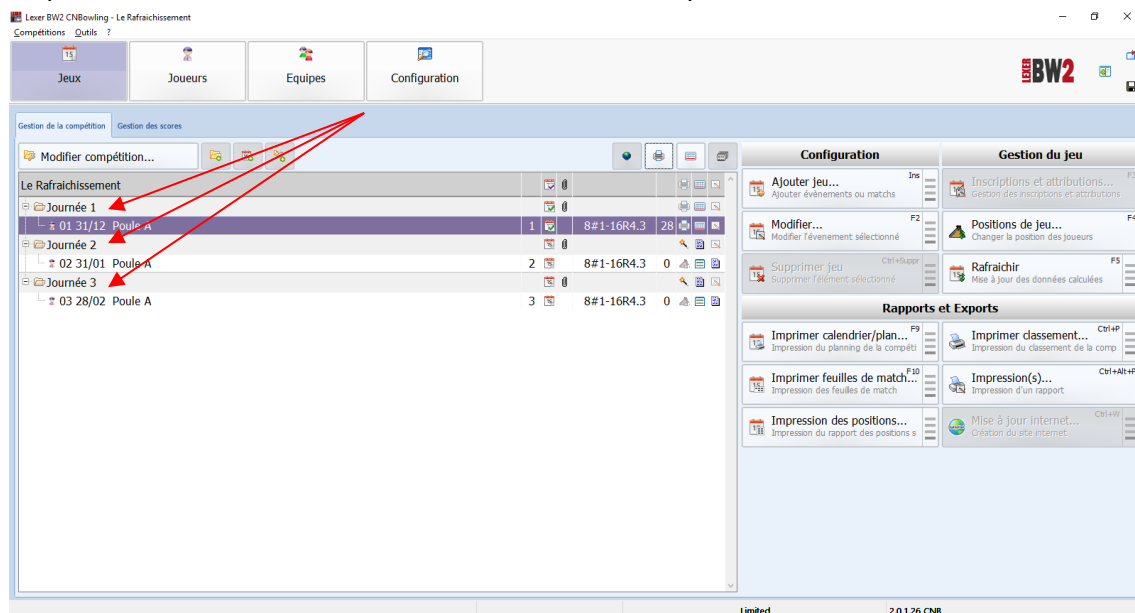 Lexer BW2 CNBowling - Le Rafraichissement
Compétitions Outils ?
Jeux Joueurs Equipes Configuration
LEXER BW2
Gestion de la compétition Gestion des scores
Modifier compétition...
Le Rafraichissement
Journée 1
01 31/12 Poule A 1 8#1-16R4.3 28
Journée 2
02 31/01 Poule A 2 8#1-16R4.3 0
Journée 3
03 28/02 Poule A 3 8#1-16R4.3 0
Configuration Gestion du jeu
Ajouter jeu... Ins
Ajouter évènements ou matchs
Inscriptions et attributions...
Gestion des inscriptions et attributions
Modifier... F2
Modifier l'évenement sélectionné
Positions de jeu... F4
Changer la position des joueurs
Supprimer jeu Ctrl+Suppr
Supprimer l'élément sélectionné
Rafraichir F5
Mise à jour des données calculées
Rapports et Exports
Imprimer calendrier/plan... F9
Impression du planning de la compéti
Imprimer classement... Ctrl+P
Impression du classement de la comp
Imprimer feuilles de match... F10
Impression des feuilles de match
Impression(s)... Ctrl+Alt+P
Impression d'un rapport
Impression des positions...
Impression du rapport des positions s
Mise à jour internet... Ctrl+W
Création du site internet
Limited 2.0.1.26 CNB